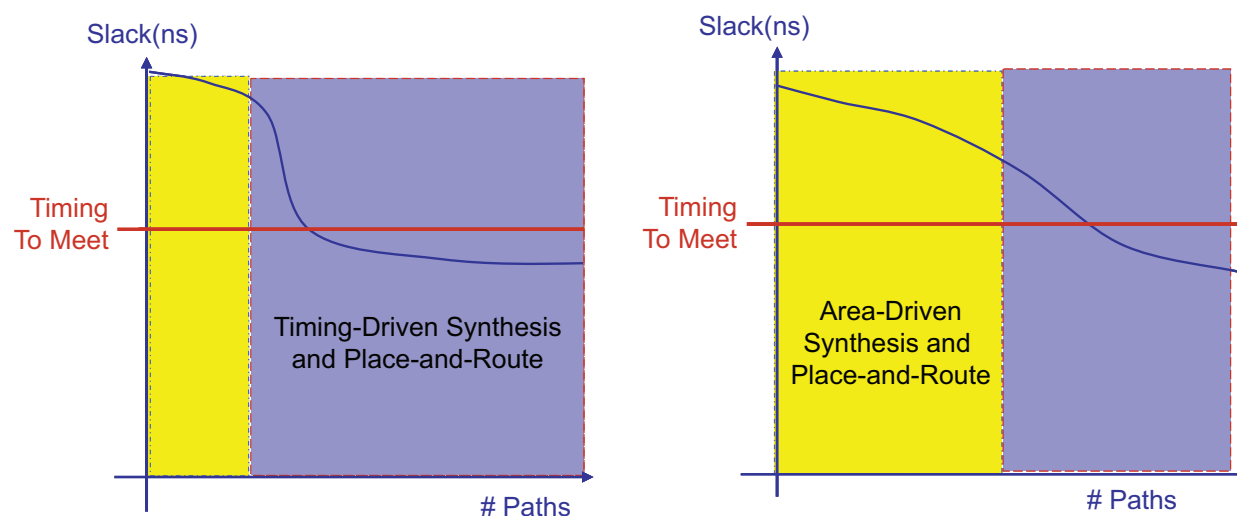 Slack(ns)
Timing
To Meet
Timing-Driven Synthesis
and Place-and-Route
# Paths
Slack(ns)
Timing
To Meet
Area-Driven
Synthesis and
Place-and-Route
# Paths